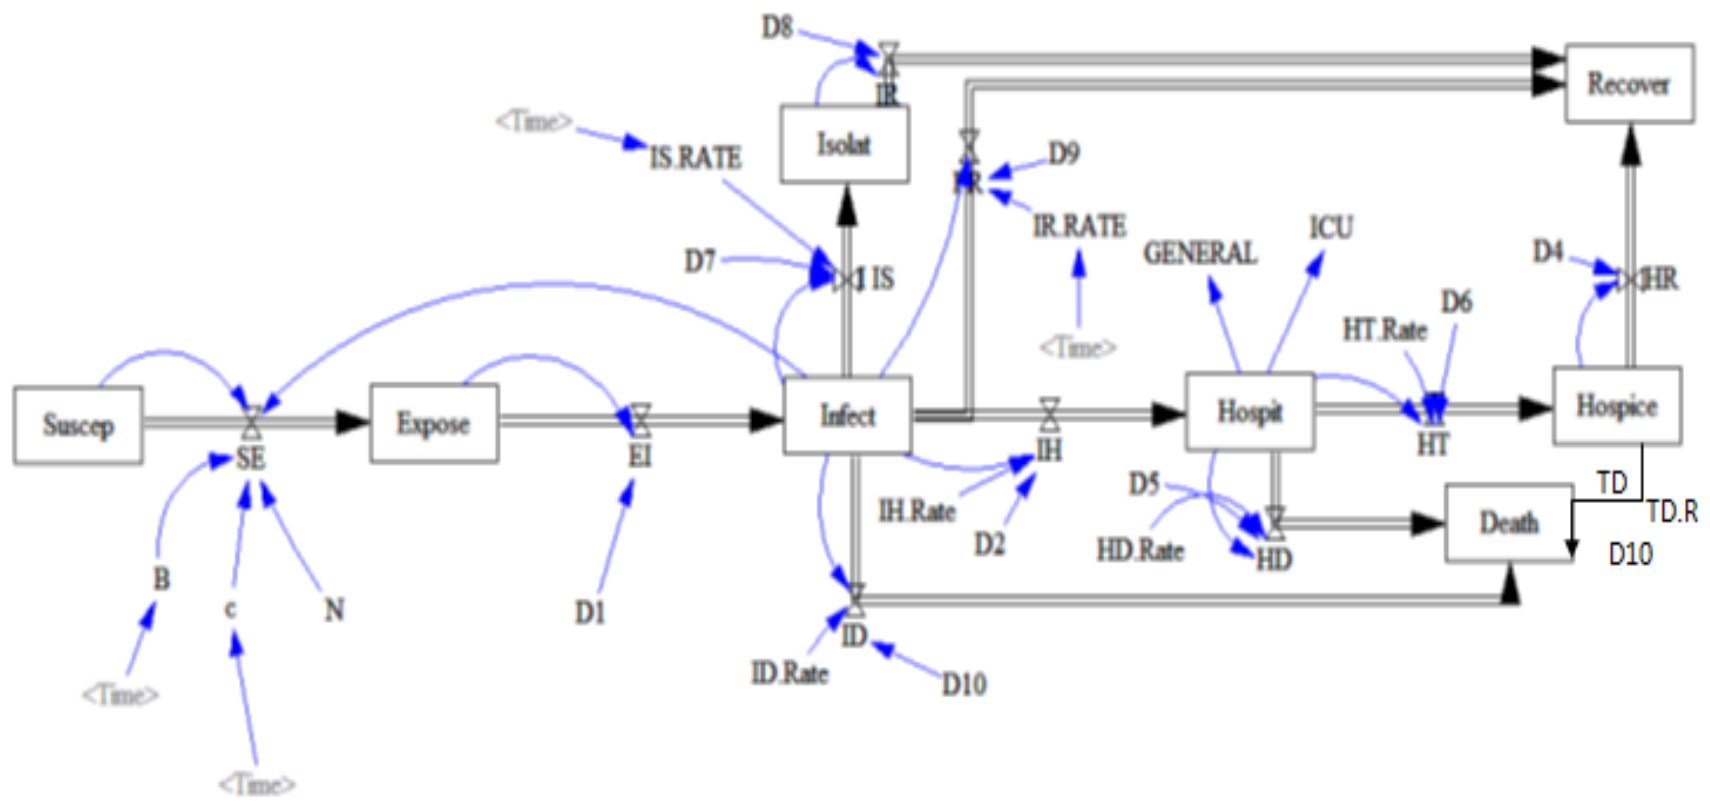 D8
IR
Recover
<Time>
IS.RATE
Isolat
D9
IR.RATE
ICU
GENERAL
D4
D7
I IS
HR
D6
HT.Rate
<Time>
Suscep
Expose
Infect
Hospit
Hospice
SE
EI
IH
HT
D5
TD
IH.Rate
TD.R
Death
D2
HD.Rate
HD
D10
B
c
N
D1
ID
ID.Rate
D10
<Time>
<Time>